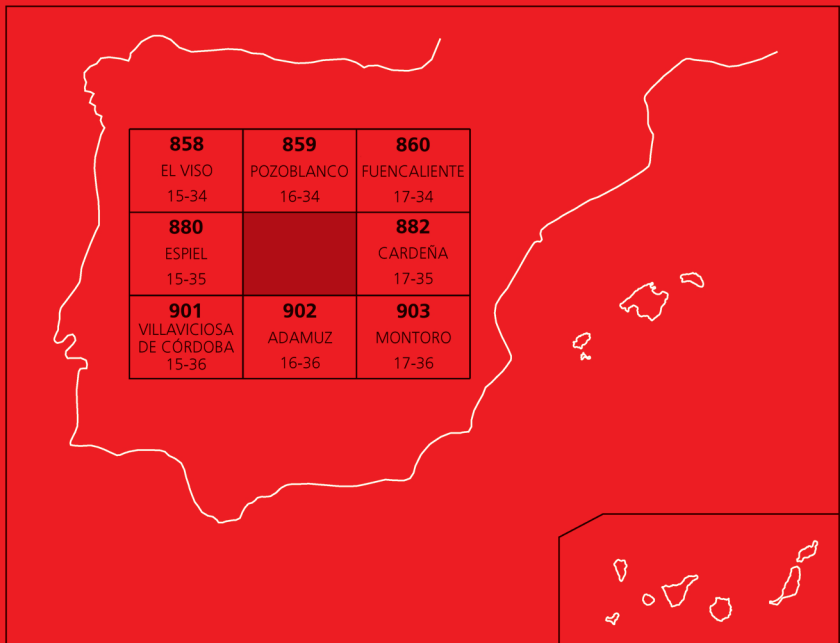 858
EL VISO
15-34
859
POZOBLANCO
16-34
860
FUENCALIENTE
17-34
880
ESPIEL
15-35
882
CARDEÑA
17-35
901
VILLAVICIOSA
DE CÓRDOBA
15-36
902
ADAMUZ
16-36
903
MONTORO
17-36